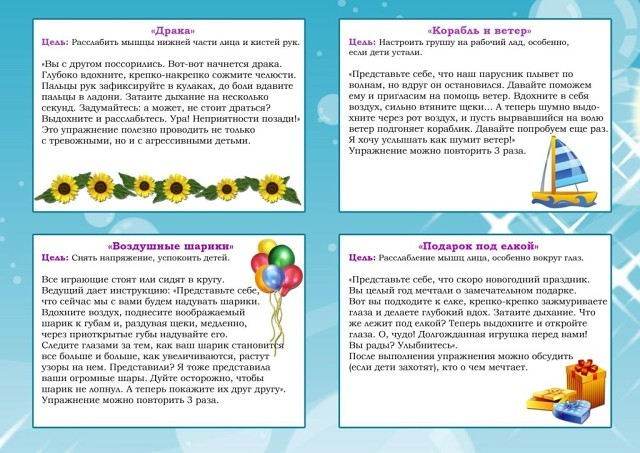 «Драка»
Цель: Расслабить мышцы нижней части лица и кистей рук.
«Вы с другом поссорились. Вот-вот начнется драка.
Глубоко вдохните, крепко-накрепко сожмите челюсти.
Пальцы рук зафиксируйте в кулаках, до боли вдавите
пальцы в ладони. Затаите дыхание на несколько
секунд. Задумайтесь: а может, не стоит драться?
Выдохните и расслабьтесь. Ура! Неприятности позади!»
Это упражнение полезно проводить не только
с тревожными, но и с агрессивными детьми.
«Корабль и ветер»
Цель: Настроить группу на рабочий лад, особенно,
если дети устали.
«Представьте себе, что наш парусник плывет по
волнам, но вдруг он остановился. Давайте поможем
ему и пригласим на помощь ветер. Вдохните в себя
воздух, сильно втяните щеки... А теперь шумно выдо-
хните через рот воздух, и пусть вырвавшийся на волю
ветер подгоняет кораблик. Давайте попробуем еще раз.
Я хочу услышать как шумит ветер!»
Упражнение можно повторить 3 раза.
«Воздушные шарики»
Цель: Снять напряжение, успокоить детей.
Все играющие стоят или сидят в кругу.
Ведущий дает инструкцию: «Представьте себе,
что сейчас мы с вами будем надувать шарики.
Вдохните воздух, поднесите воображаемый
шарик к губам и, раздувая щеки, медленно,
через приоткрытые губы надувайте его.
Следите глазами за тем, как ваш шарик становится
все больше и больше, как увеличиваются, растут
узоры на нем. Представили? Я тоже представила
ваши огромные шары. Дуйте осторожно, чтобы
шарик не лопнул. А теперь покажите их друг другу».
Упражнение можно повторить 3 раза.
«Подарок под елкой»
Цель: Расслабление мышц лица, особенно вокруг глаз.
«Представьте себе, что скоро новогодний праздник.
Вы целый год мечтали о замечательном подарке.
Вот вы подходите к елке, крепко-крепко зажмуриваете
глаза и делаете глубокий вдох. Затаите дыхание. Что
же лежит под елкой? Теперь выдохните и откройте
глаза. О, чудо! Долгожданная игрушка перед вами!
Вы рады? Улыбнитесь».
После выполнения упражнения можно обсудить
(если дети захотят), кто о чем мечтает.